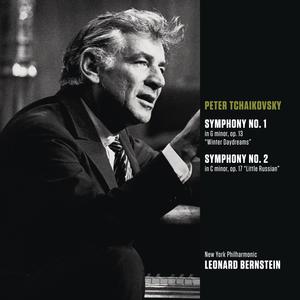 PETER TCHAIKOVSKY
SYMPHONY NO. 1
in G minor, op. 13
"Winter Daydreams"
SYMPHONY NO. 2
in C minor, op. 17 "Little Russian"
New York Philharmonic
LEONARD BERNSTEIN